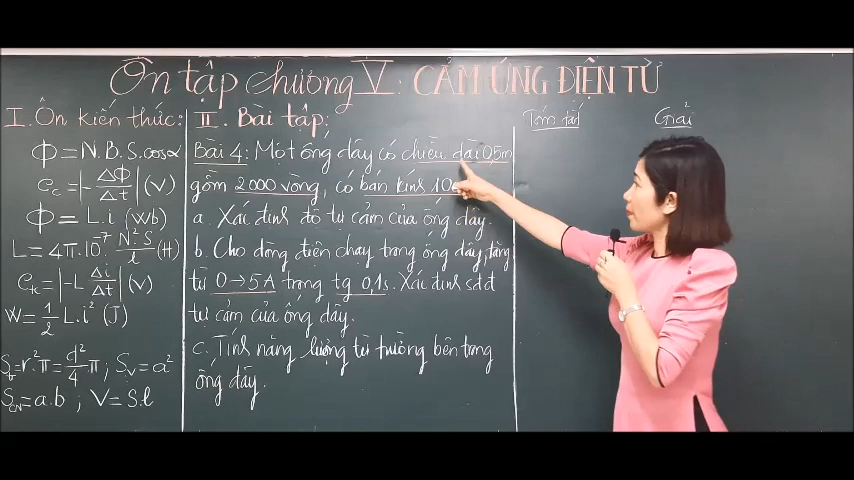 Ôn tập chương V: CẢM ỨNG ĐIỆN TỪ
I. Ôn kiến thức:
Φ = N.B.S.cosα
e_c = |-ΔΦ/Δt| (V)
Φ = L.i (Wb)
L = 4π.10⁻⁷ N².S/l (H)
e_tc = |-L Δi/Δt| (V)
W = 1/2 L.i² (J)
S_tr = r².π = d²/4 π ; S_V = a²
S_CN = a.b ; V = S.l
II. Bài tập:
Bài 4: Một ống dây có chiều dài 0,5m
gồm 2000 vòng, có bán kính 10
a. Xác định độ tự cảm của ống dây.
b. Cho dòng điện chạy trong ống dây, tăng
từ 0→5A trong tg 0,1s. Xác định sđđ
tự cảm của ống dây.
c. Tính năng lượng từ trường bên trong
ống dây.
Tóm tắt
Giải